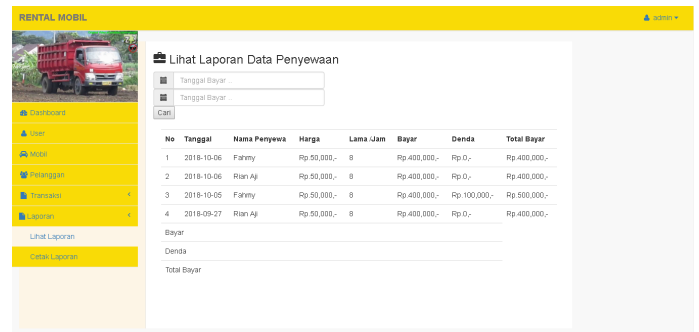 RENTAL MOBIL
admin
Lihat Laporan Data Penyewaan
Tanggal Bayar ..
Tanggal Bayar ..
Cari
Dashboard
User
Mobil
Pelanggan
Transaksi
Laporan
Lihat Laporan
Cetak Laporan
No Tanggal Nama Penyewa Harga Lama /Jam Bayar Denda Total Bayar
1 2018-10-06 Fahmy Rp.50,000,- 8 Rp.400,000,- Rp.0,- Rp.400,000,-
2 2018-10-06 Rian Aji Rp.50,000,- 8 Rp.400,000,- Rp.0,- Rp.400,000,-
3 2018-10-05 Fahmy Rp.50,000,- 8 Rp.400,000,- Rp.100,000,- Rp.500,000,-
4 2018-09-27 Rian Aji Rp.50,000,- 8 Rp.400,000,- Rp.0,- Rp.400,000,-
Bayar
Denda
Total Bayar